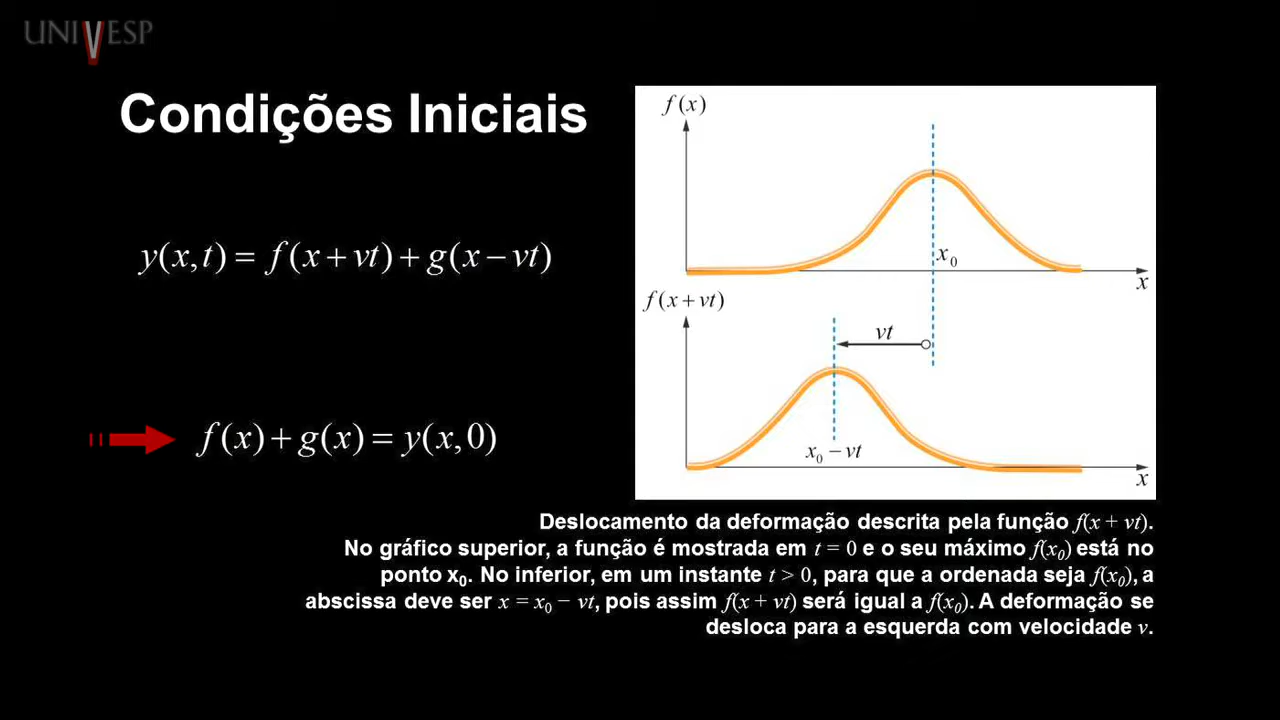 UNIVESP
Condições Iniciais
y(x,t) = f(x + vt) + g(x − vt)
f(x) + g(x) = y(x,0)
f(x)
x₀
x
f(x + vt)
vt
x₀ − vt
x
Deslocamento da deformação descrita pela função f(x + vt).
No gráfico superior, a função é mostrada em t = 0 e o seu máximo f(x₀) está no
ponto x₀. No inferior, em um instante t > 0, para que a ordenada seja f(x₀), a
abscissa deve ser x = x₀ − vt, pois assim f(x + vt) será igual a f(x₀). A deformação se
desloca para a esquerda com velocidade v.